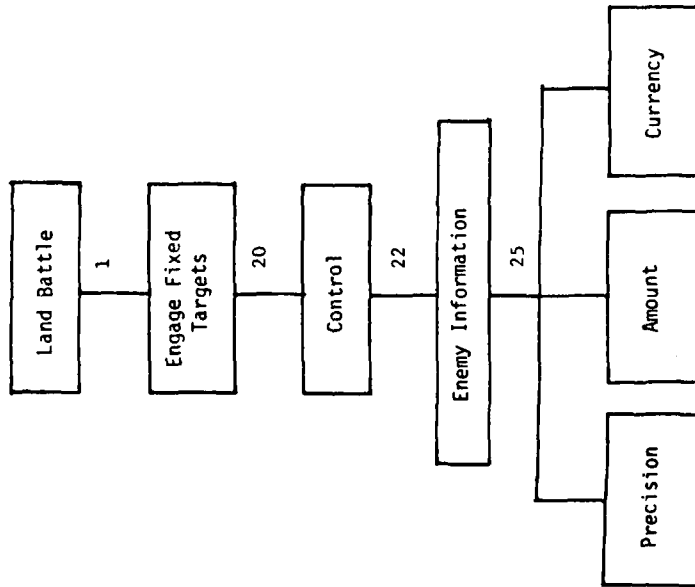 Land Battle
1
Engage Fixed
Targets
20
Control
22
Enemy Information
25
Precision
Amount
Currency